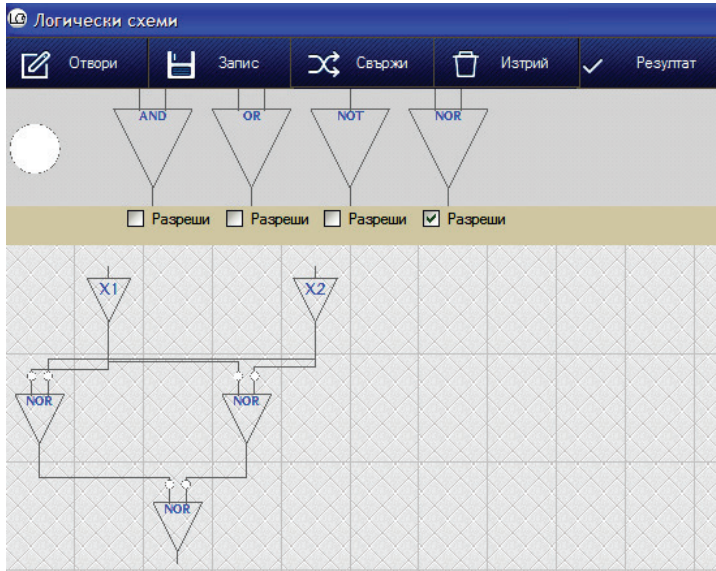 Логически схеми
Отвори Запис Свържи Изтрий Резултат
AND OR NOT NOR
Разреши Разреши Разреши Разреши
X1 X2
NOR NOR
NOR